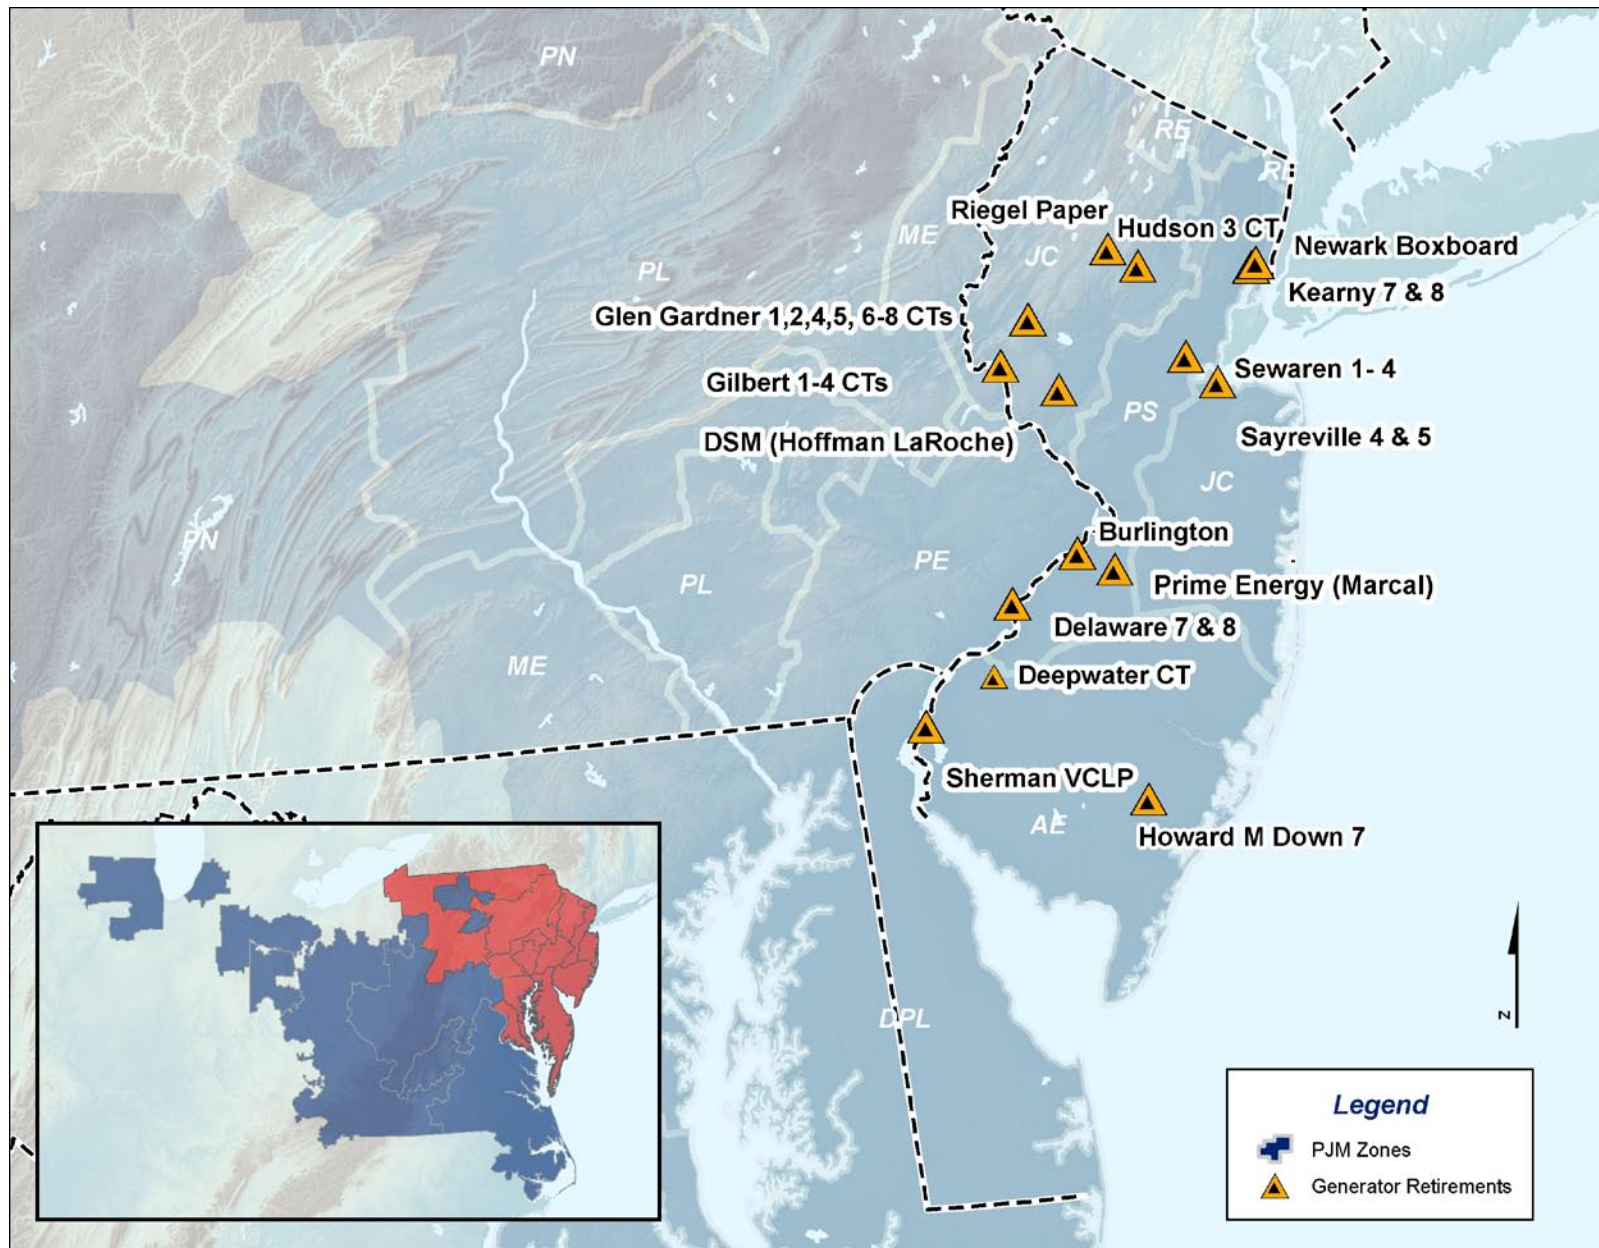 PN
RE
RE
Riegel Paper
ME
Hudson 3 CT
JC
Newark Boxboard
PL
Kearny 7 & 8
Glen Gardner 1,2,4,5, 6-8 CTs
Sewaren 1- 4
Gilbert 1-4 CTs
PS
DSM (Hoffman LaRoche)
Sayreville 4 & 5
JC
Burlington
PN
PE
PL
Prime Energy (Marcal)
Delaware 7 & 8
ME
Deepwater CT
Sherman VCLP
AE
Howard M Down 7
DPL
N
Legend
PJM Zones
Generator Retirements